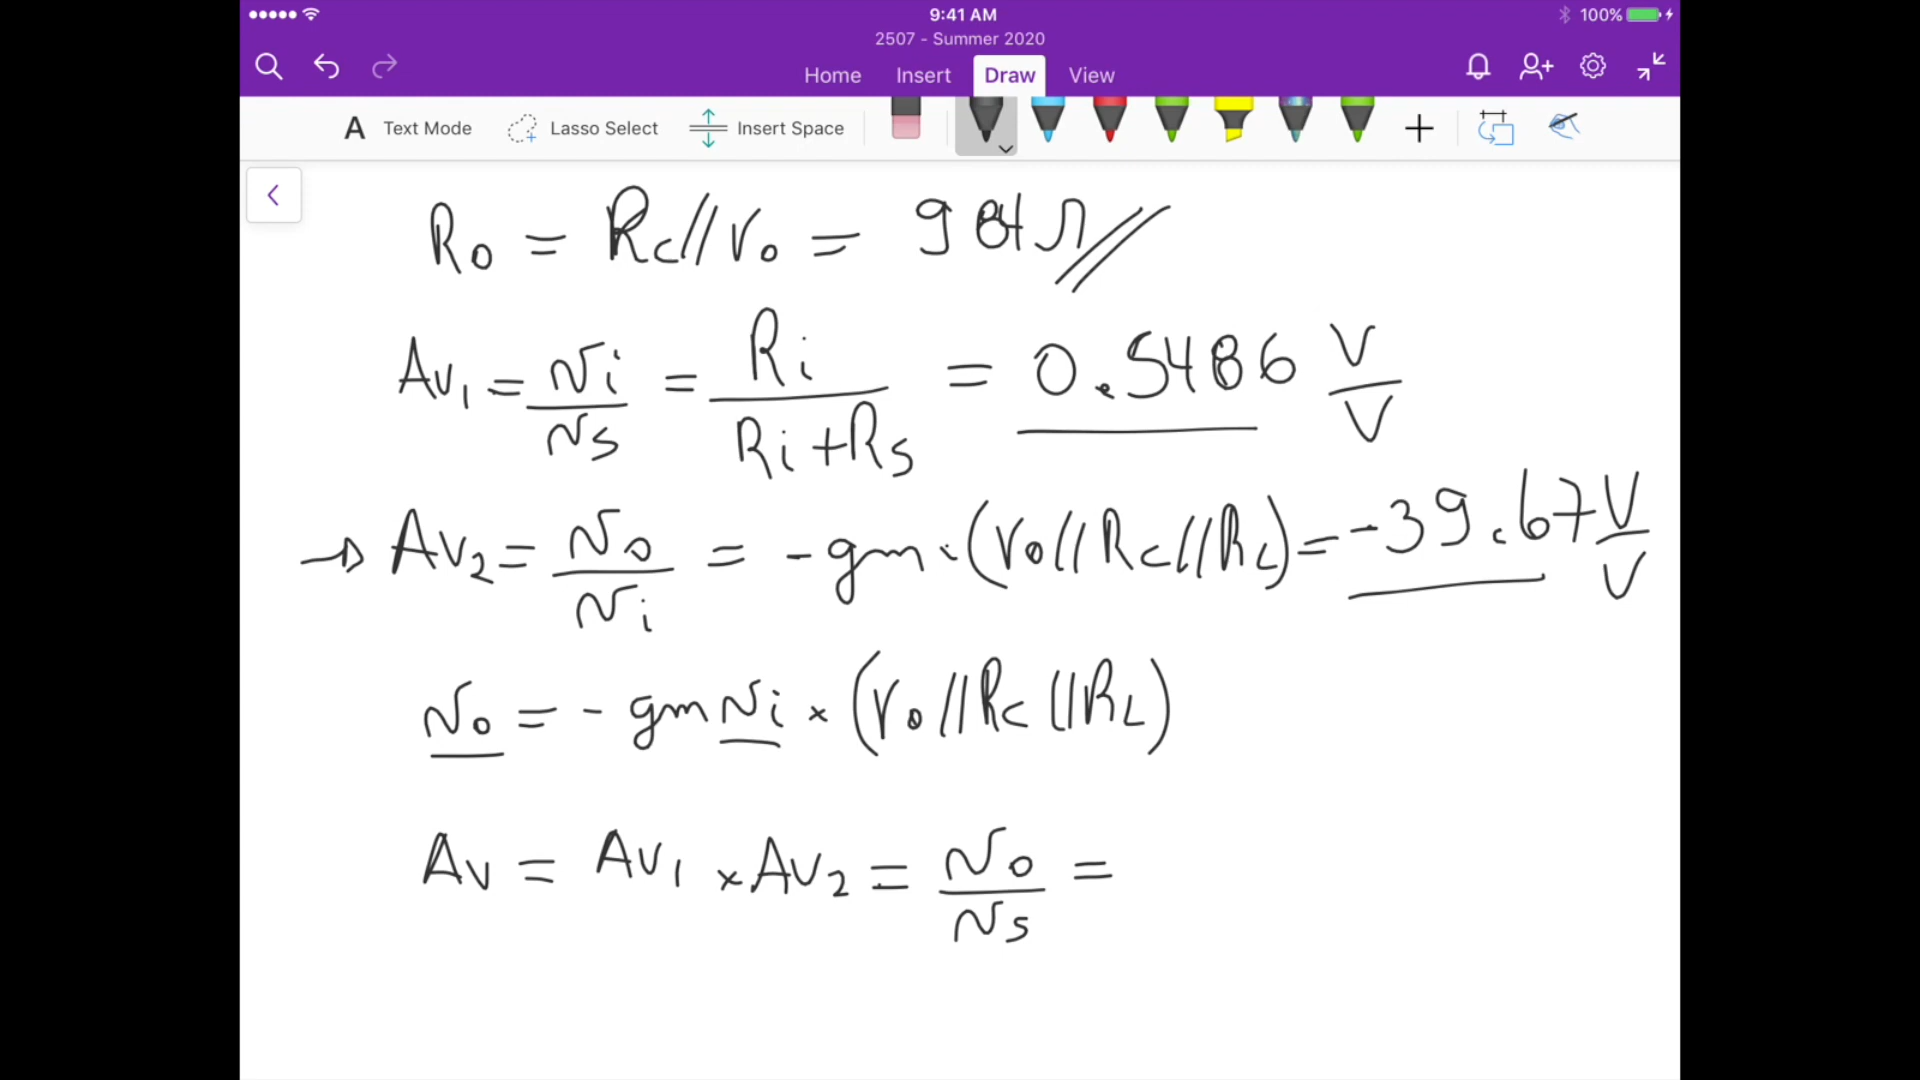 9:41 AM
100%
2507 - Summer 2020
Home Insert Draw View
A Text Mode Lasso Select Insert Space
Ro = Rc//ro = 984Ω
Av1 = vi/vs = Ri/(Ri+Rs) = 0.5486 V/V
→ Av2 = vo/vi = -gm·(ro//Rc//RL) = -39.67 V/V
vo = -gm vi × (ro//Rc//RL)
Av = Av1 × Av2 = vo/vs =